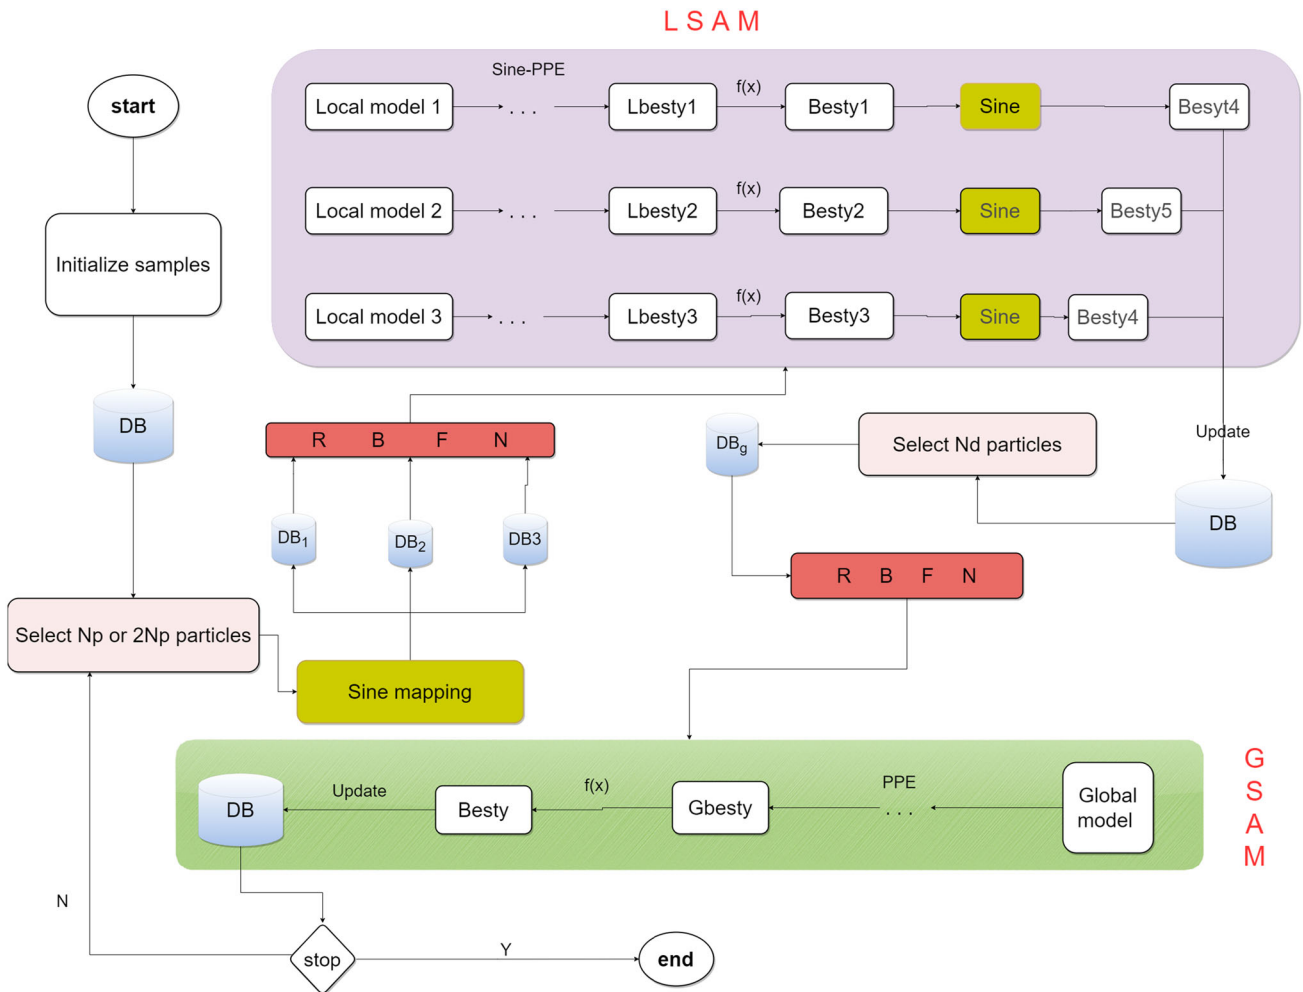 L S A M
Sine-PPE
start
Local model 1
. . .
Lbesty1
f(x)
Besty1
Sine
Besyt4
Local model 2
. . .
Lbesty2
f(x)
Besty2
Sine
Besty5
Initialize samples
Local model 3
. . .
Lbesty3
f(x)
Besty3
Sine
Besty4
DB
R B F N
DBg
Select Nd particles
Update
DB1
DB2
DB3
DB
R B F N
Select Np or 2Np particles
Sine mapping
G
S
A
M
DB
Update
Besty
f(x)
Gbesty
PPE
. . .
Global
model
N
stop
Y
end